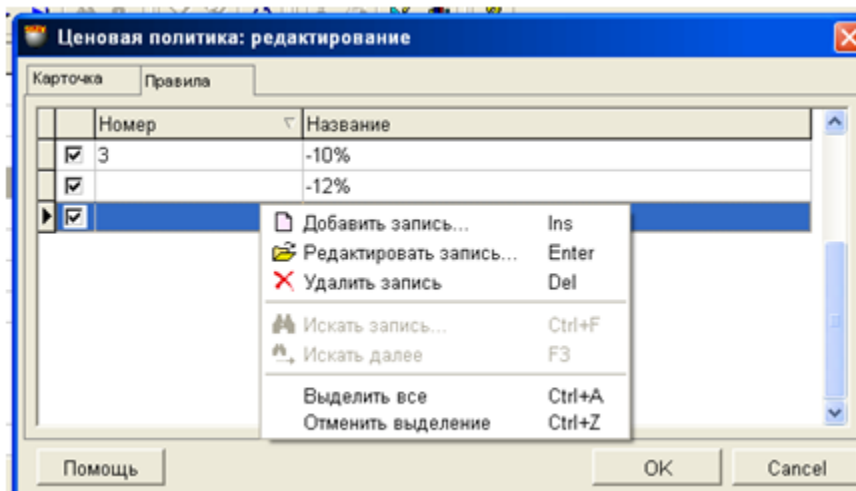 Ценовая политика: редактирование
Карточка Правила
Номер Название
3 -10%
-12%
Добавить запись... Ins
Редактировать запись... Enter
Удалить запись Del
Искать запись... Ctrl+F
Искать далее F3
Выделить все Ctrl+A
Отменить выделение Ctrl+Z
Помощь OK Cancel